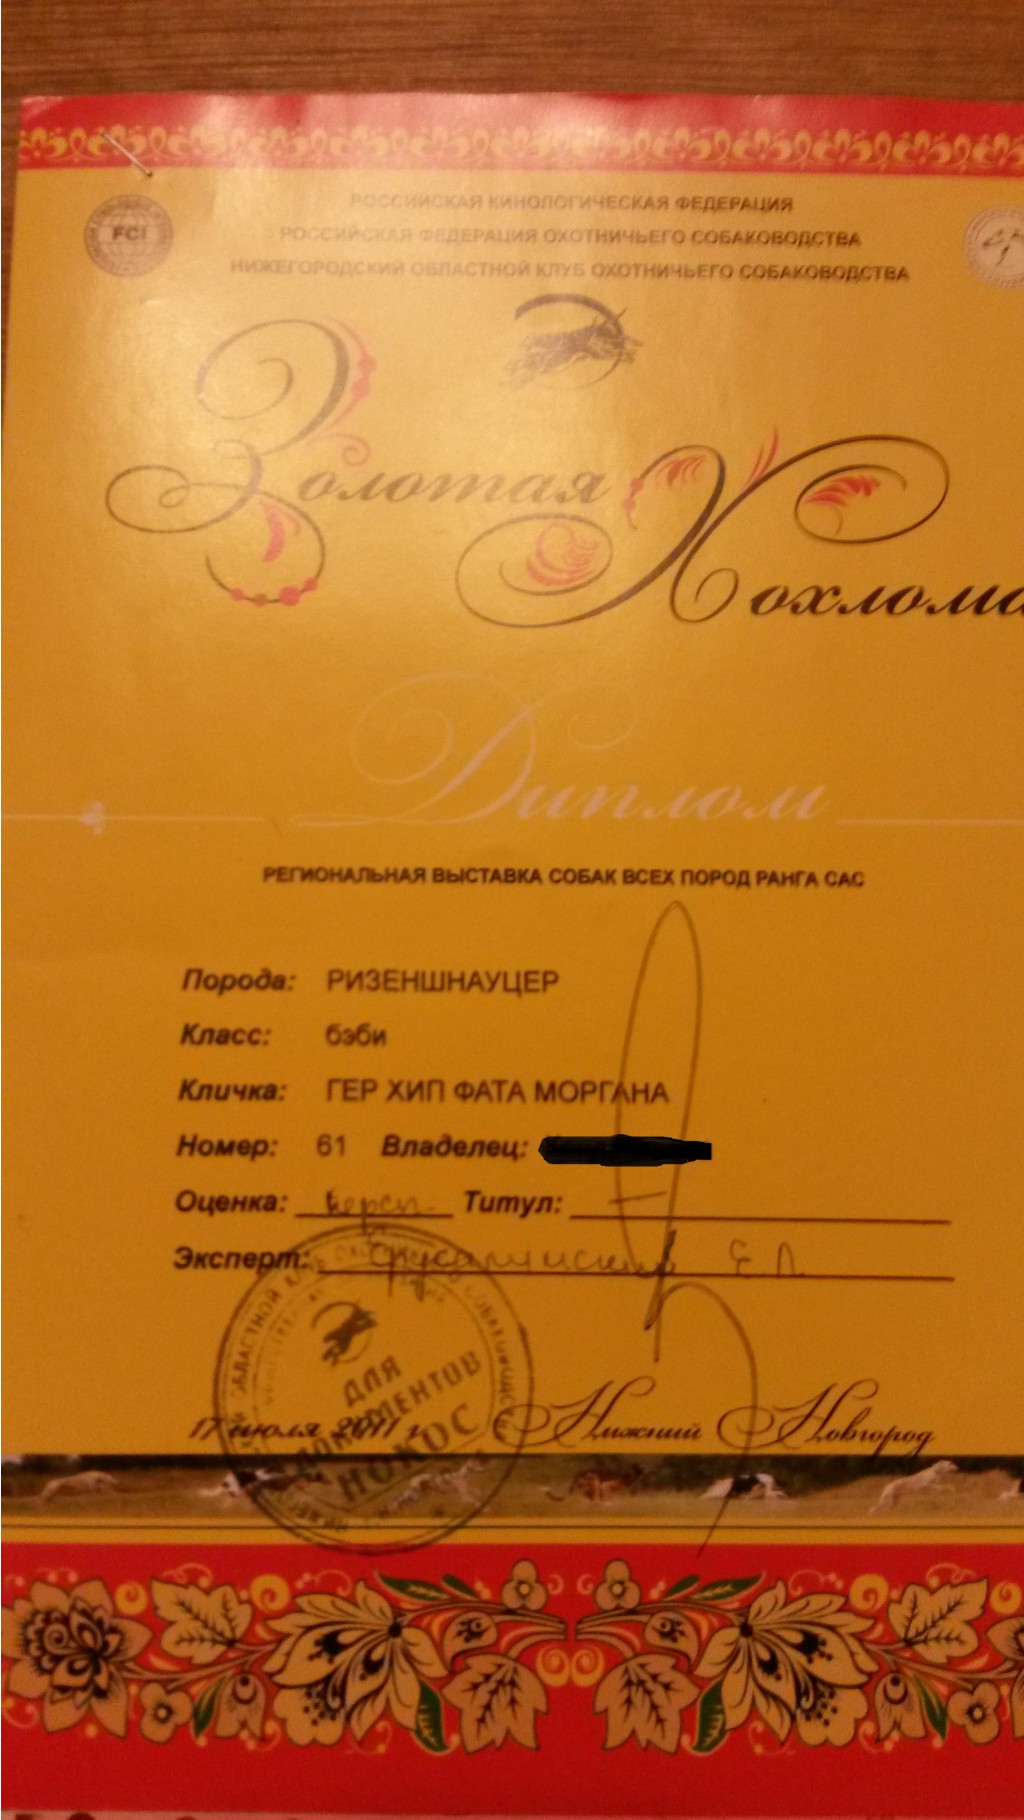 РОССИЙСКАЯ КИНОЛОГИЧЕСКАЯ ФЕДЕРАЦИЯ
FCI
РОССИЙСКАЯ ФЕДЕРАЦИЯ ОХОТНИЧЬЕГО СОБАКОВОДСТВА
НИЖЕГОРОДСКИЙ ОБЛАСТНОЙ КЛУБ ОХОТНИЧЬЕГО СОБАКОВОДСТВА
Золотая
Хохлома
Диплом
РЕГИОНАЛЬНАЯ ВЫСТАВКА СОБАК ВСЕХ ПОРОД РАНГА САС
Порода: РИЗЕНШНАУЦЕР
Класс: бэби
Кличка: ГЕР ХИП ФАТА МОРГАНА
Номер: 61 Владелец:
Оценка: Титул: —
Эксперт: Е.Л
ДЛЯ
ДОКУМЕНТОВ
НОКОС
17 июля 2011 г. Нижний Новгород